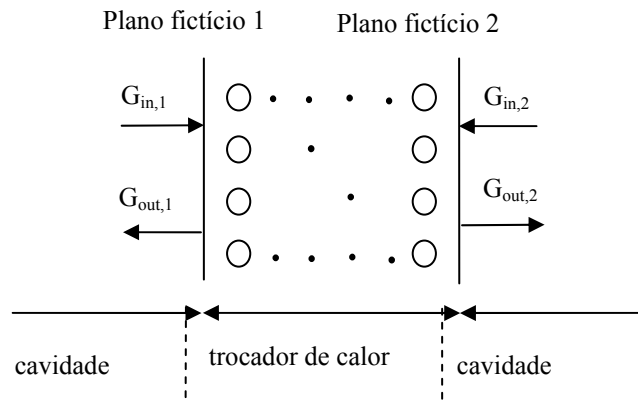 Plano fictício 1
Plano fictício 2
G_in,1
G_in,2
G_out,1
G_out,2
cavidade
trocador de calor
cavidade